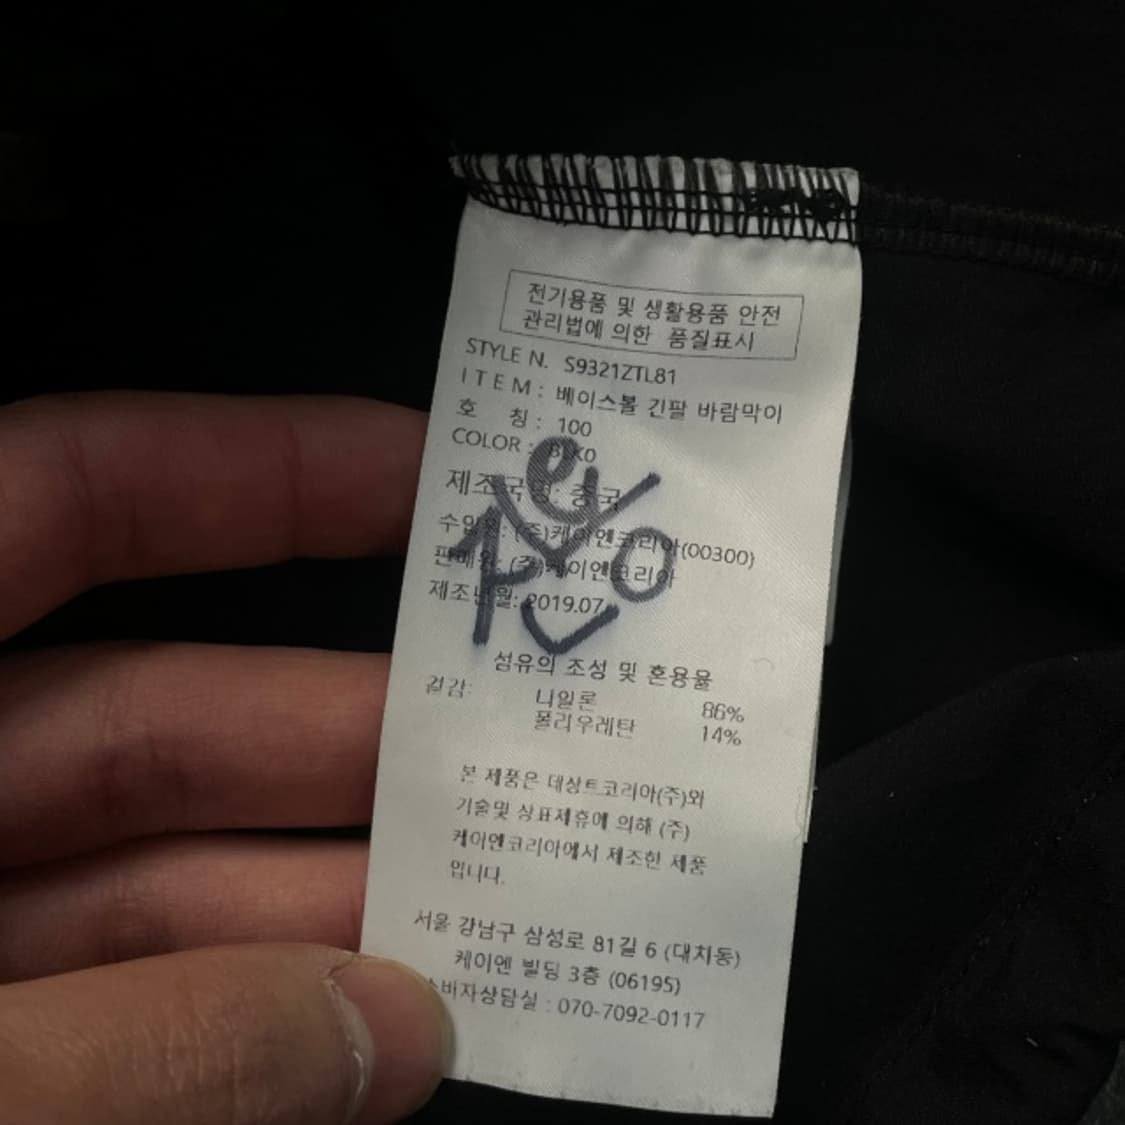 전기용품 및 생활용품 안전
관리법에 의한 품질표시
STYLE N. S9321ZTL81
ITEM : 베이스볼 긴팔 바람막이
호 칭 : 100
COLOR : BLK0
제조국명: 중국
수입원: (주)케이엔코리아(00300)
판매원: (주)케이엔코리아
제조년월: 2019.07
섬유의 조성 및 혼용율
겉감: 나일론 86%
폴리우레탄 14%
본 제품은 데상트코리아(주)와
기술및 상표제휴에 의해 (주)
케이엔코리아에서 제조한 제품
입니다.
서울 강남구 삼성로 81길 6 (대치동)
케이엔 빌딩 3층 (06195)
소비자상담실 : 070-7092-0117